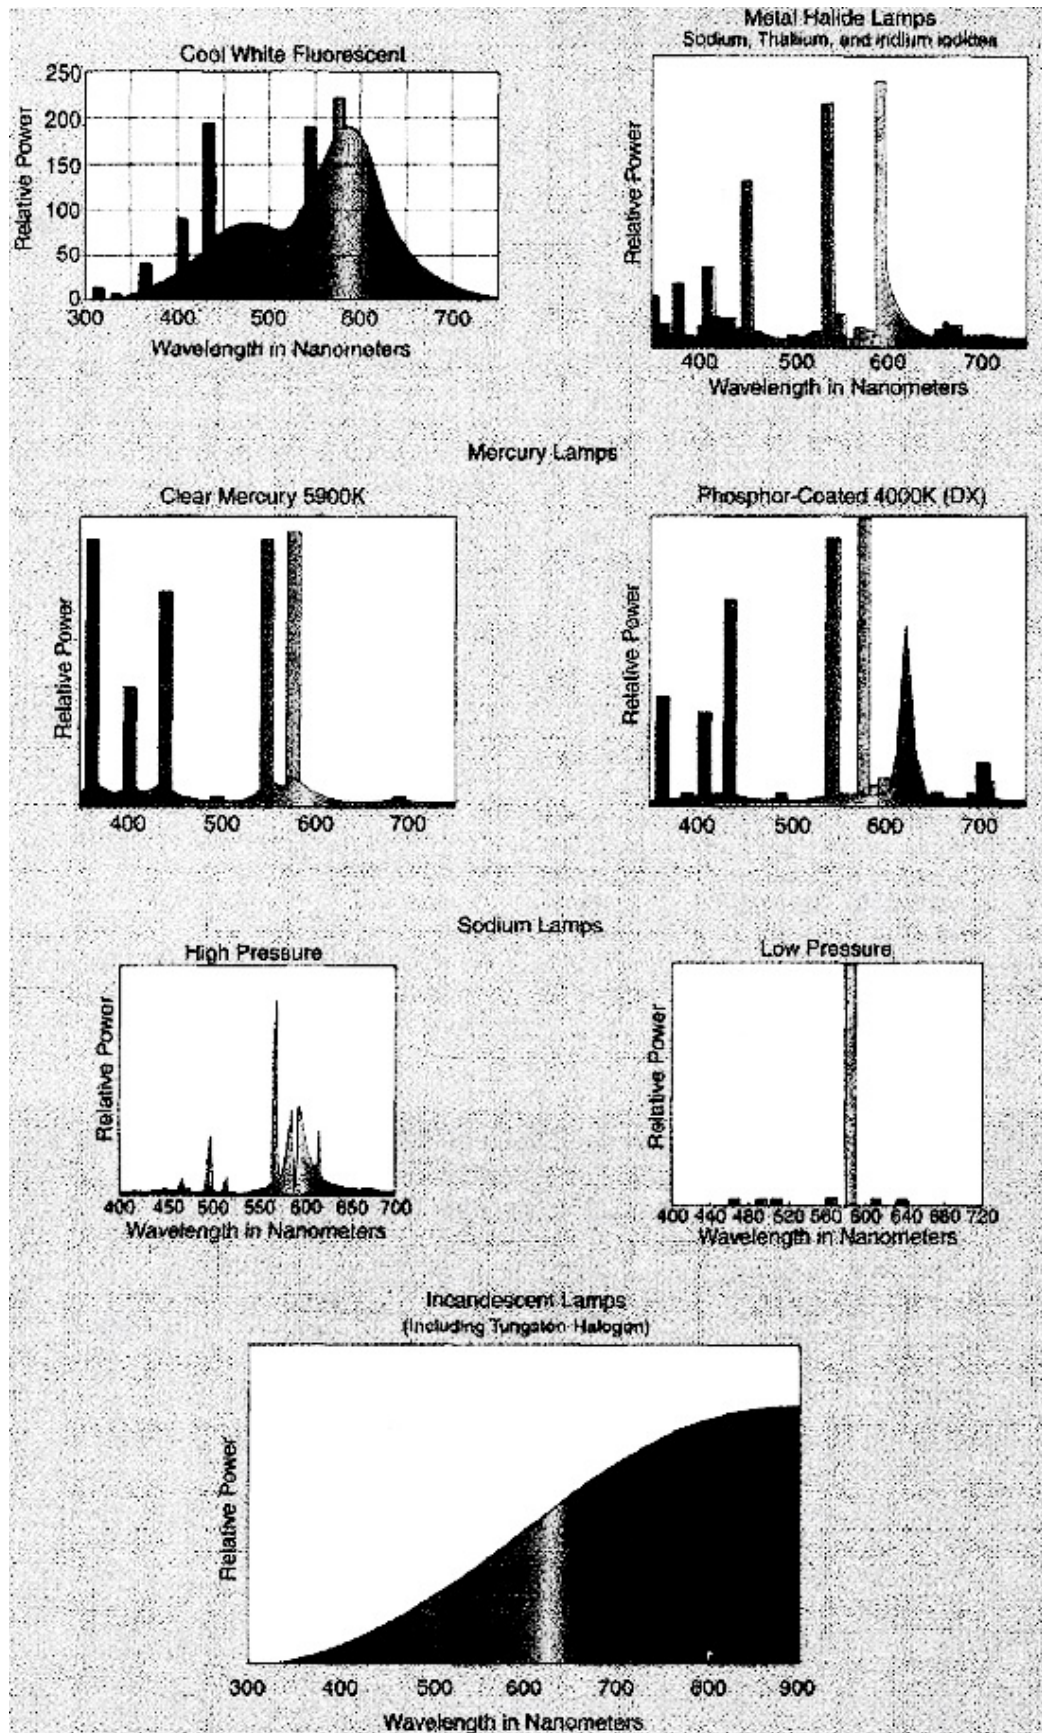 Cool White Fluorescent
Relative Power
250
200
150
100
50
0
300 400 500 600 700
Wavelength in Nanometers
Metal Halide Lamps
Sodium, Thallium, and Iridium Iodides
Relative Power
400 500 600 700
Wavelength in Nanometers
Mercury Lamps
Clear Mercury 5900K
Relative Power
400 500 600 700
Phosphor-Coated 4000K (DX)
Relative Power
400 500 600 700
Sodium Lamps
High Pressure
Relative Power
400 450 500 550 600 650 700
Wavelength in Nanometers
Low Pressure
Relative Power
400 440 480 520 560 600 640 680 720
Wavelength in Nanometers
Incandescent Lamps
(Including Tungsten Halogen)
Relative Power
300 400 500 600 700 800 900
Wavelength in Nanometers